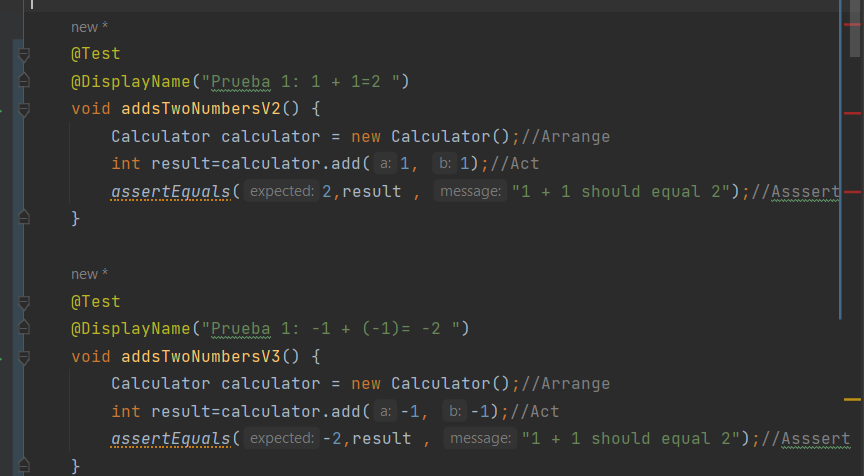 new *
@Test
@DisplayName("Prueba 1: 1 + 1=2 ")
void addsTwoNumbersV2() {
Calculator calculator = new Calculator();//Arrange
int result=calculator.add( a: 1, b: 1);//Act
assertEquals( expected: 2,result , message: "1 + 1 should equal 2");//Asssert
}
new *
@Test
@DisplayName("Prueba 1: -1 + (-1)= -2 ")
void addsTwoNumbersV3() {
Calculator calculator = new Calculator();//Arrange
int result=calculator.add( a: -1, b: -1);//Act
assertEquals( expected: -2,result , message: "1 + 1 should equal 2");//Asssert
}